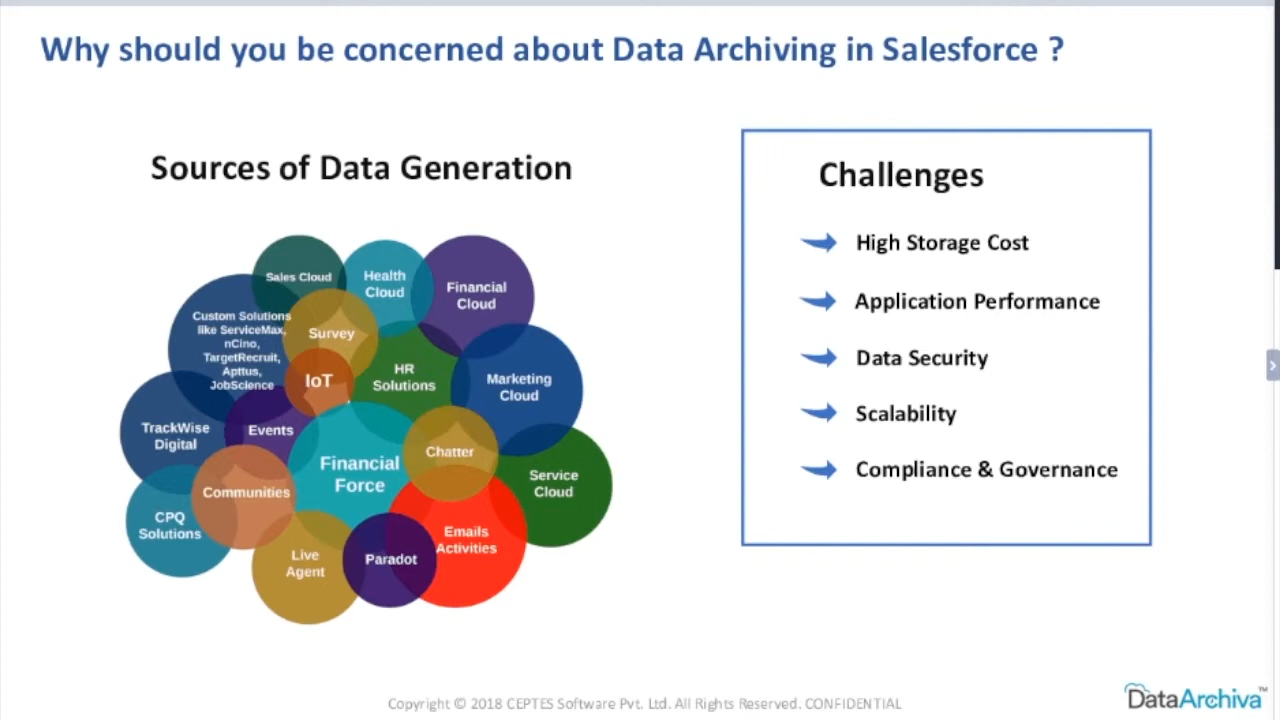 Why should you be concerned about Data Archiving in Salesforce ?
Sources of Data Generation
Sales Cloud
Health
Cloud
Financial
Cloud
Custom Solutions
like ServiceMax,
nCino,
TargetRecruit,
Apttus,
JobScience
Survey
IoT
HR
Solutions
Marketing
Cloud
TrackWise
Digital
Events
Financial
Force
Chatter
Service
Cloud
Communities
CPQ
Solutions
Live
Agent
Paradot
Emails
Activities
Challenges
High Storage Cost
Application Performance
Data Security
Scalability
Compliance & Governance
Copyright © 2018 CEPTES Software Pvt. Ltd. All Rights Reserved. CONFIDENTIAL
DataArchiva™